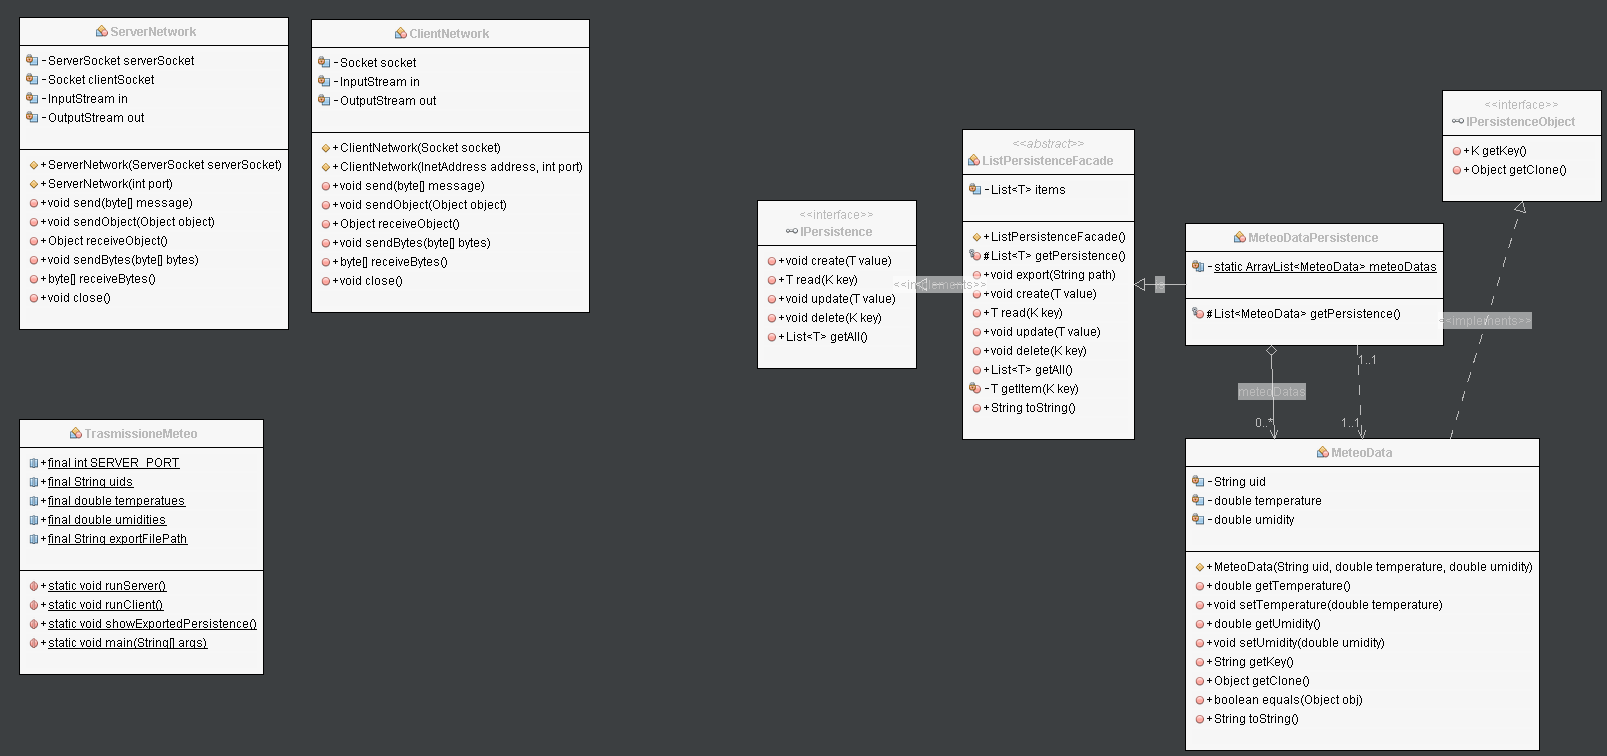 ServerNetwork
-ServerSocket serverSocket
-Socket clientSocket
-InputStream in
-OutputStream out
+ServerNetwork(ServerSocket serverSocket)
+ServerNetwork(int port)
+void send(byte[] message)
+void sendObject(Object object)
+Object receiveObject()
+void sendBytes(byte[] bytes)
+byte[] receiveBytes()
+void close()
ClientNetwork
-Socket socket
-InputStream in
-OutputStream out
+ClientNetwork(Socket socket)
+ClientNetwork(InetAddress address, int port)
+void send(byte[] message)
+void sendObject(Object object)
+Object receiveObject()
+void sendBytes(byte[] bytes)
+byte[] receiveBytes()
+void close()
TrasmissioneMeteo
+final int SERVER_PORT
+final String uids
+final double temperatues
+final double umidities
+final String exportFilePath
+static void runServer()
+static void runClient()
+static void showExportedPersistence()
+static void main(String[] args)
<<interface>>
IPersistence
+void create(T value)
+T read(K key)
+void update(T value)
+void delete(K key)
+List<T> getAll()
<<implements>>
<<abstract>>
ListPersistenceFacade
-List<T> items
+ListPersistenceFacade()
#List<T> getPersistence()
+void export(String path)
+void create(T value)
+T read(K key)
+void update(T value)
+void delete(K key)
+List<T> getAll()
-T getItem(K key)
+String toString()
MeteoDataPersistence
-static ArrayList<MeteoData> meteoDatas
#List<MeteoData> getPersistence()
<<interface>>
IPersistenceObject
+K getKey()
+Object getClone()
<<implements>>
1..1
meteoDatas
0..*
1..1
MeteoData
-String uid
-double temperature
-double umidity
+MeteoData(String uid, double temperature, double umidity)
+double getTemperature()
+void setTemperature(double temperature)
+double getUmidity()
+void setUmidity(double umidity)
+String getKey()
+Object getClone()
+boolean equals(Object obj)
+String toString()